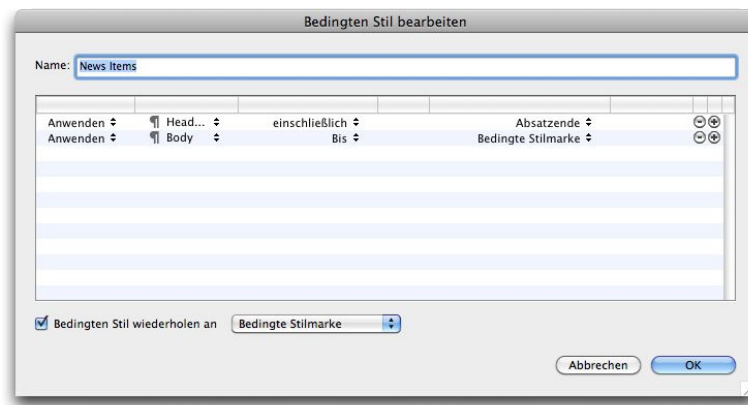 Bedingten Stil bearbeiten
Name: News Items
Anwenden ¶ Head... einschließlich Absatzende
Anwenden ¶ Body Bis Bedingte Stilmarke
Bedingten Stil wiederholen an Bedingte Stilmarke
Abbrechen OK